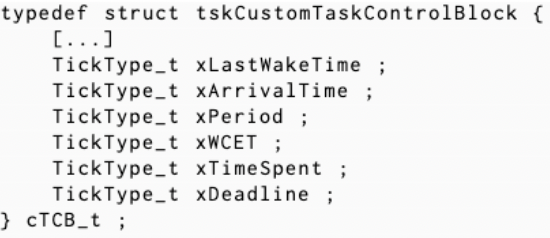 typedef struct tskCustomTaskControlBlock {
[...]
TickType_t xLastWakeTime ;
TickType_t xArrivalTime ;
TickType_t xPeriod ;
TickType_t xWCET ;
TickType_t xTimeSpent ;
TickType_t xDeadline ;
} cTCB_t ;